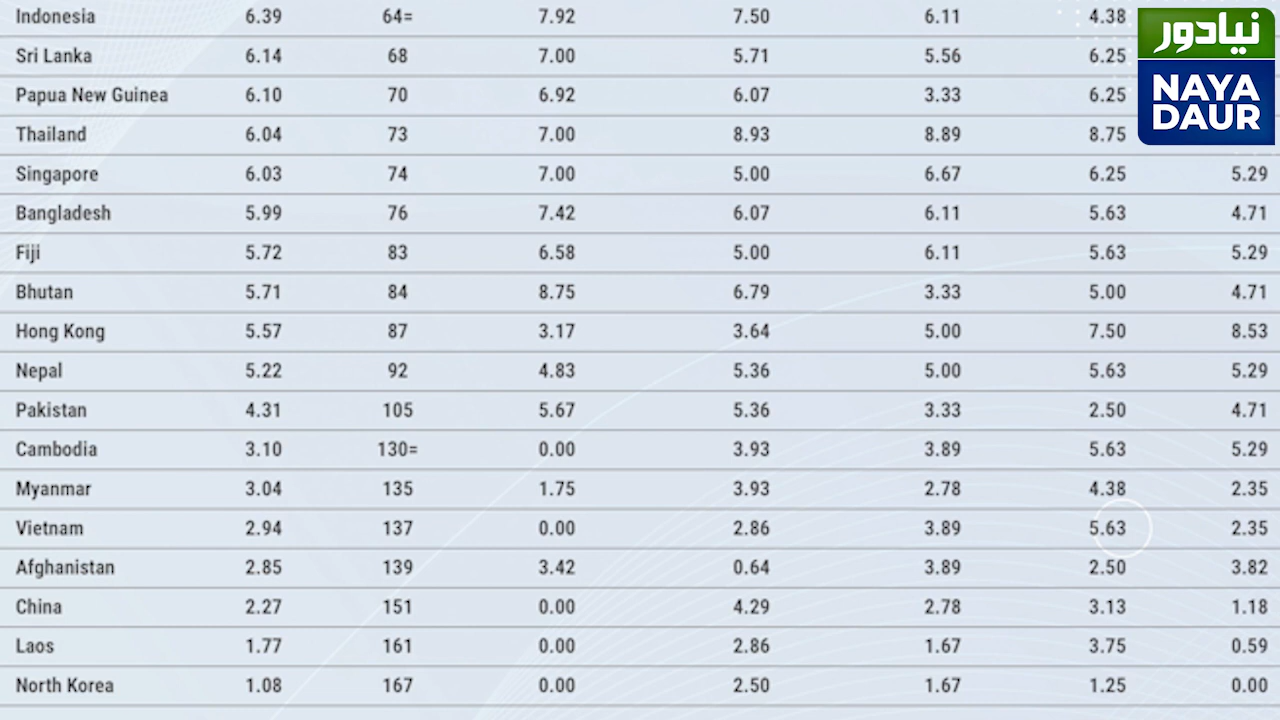 Indonesia 6.39 64= 7.92 7.50 6.11 4.38
نیادور
NAYA
DAUR
Sri Lanka 6.14 68 7.00 5.71 5.56 6.25
Papua New Guinea 6.10 70 6.92 6.07 3.33 6.25
Thailand 6.04 73 7.00 8.93 8.89 8.75
Singapore 6.03 74 7.00 5.00 6.67 6.25 5.29
Bangladesh 5.99 76 7.42 6.07 6.11 5.63 4.71
Fiji 5.72 83 6.58 5.00 6.11 5.63 5.29
Bhutan 5.71 84 8.75 6.79 3.33 5.00 4.71
Hong Kong 5.57 87 3.17 3.64 5.00 7.50 8.53
Nepal 5.22 92 4.83 5.36 5.00 5.63 5.29
Pakistan 4.31 105 5.67 5.36 3.33 2.50 4.71
Cambodia 3.10 130= 0.00 3.93 3.89 5.63 5.29
Myanmar 3.04 135 1.75 3.93 2.78 4.38 2.35
Vietnam 2.94 137 0.00 2.86 3.89 5.63 2.35
Afghanistan 2.85 139 3.42 0.64 3.89 2.50 3.82
China 2.27 151 0.00 4.29 2.78 3.13 1.18
Laos 1.77 161 0.00 2.86 1.67 3.75 0.59
North Korea 1.08 167 0.00 2.50 1.67 1.25 0.00